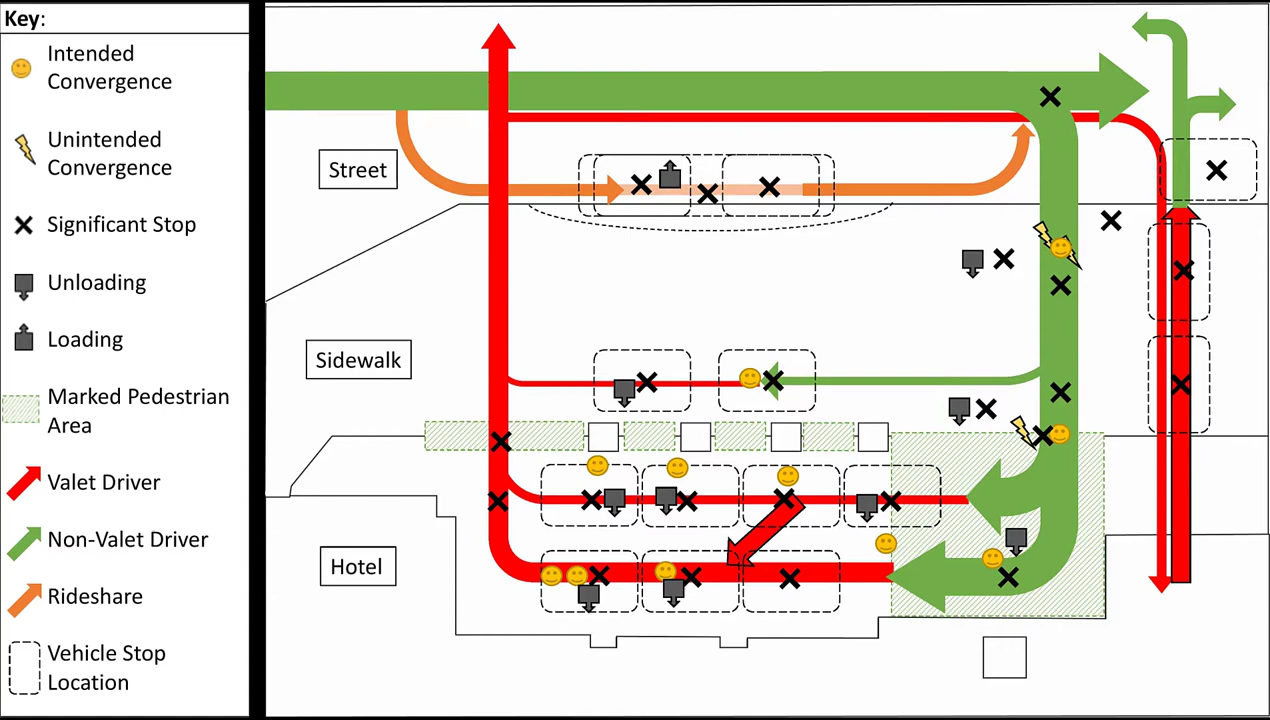 Key:
Intended
Convergence
Unintended
Convergence
Significant Stop
Unloading
Loading
Marked Pedestrian
Area
Valet Driver
Non-Valet Driver
Rideshare
Vehicle Stop
Location
Street
Sidewalk
Hotel